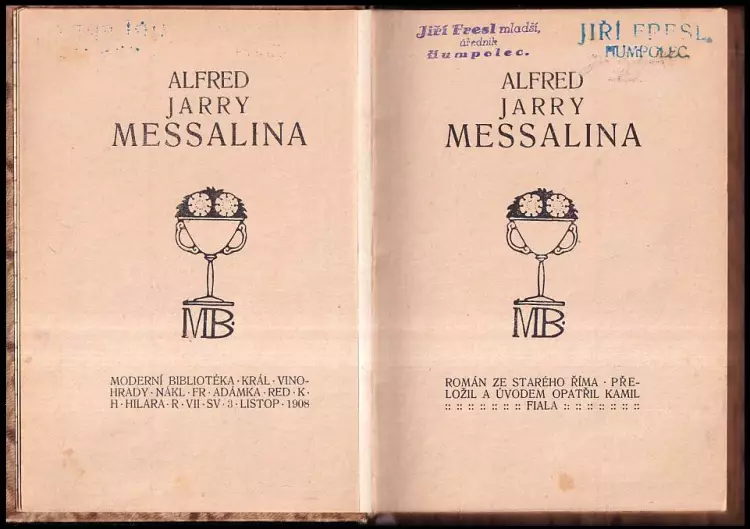 ALFRED
JARRY
MESSALINA
MB·
MODERNÍ BIBLIOTÉKA · KRÁL · VINO-
HRADY · NÁKL · FR · ADÁMKA · RED · K ·
H · HILARA · R · VII · SV · 3 · LISTOP · 1908
Jiří Fresl mladší,
úředník
Humpolec.
JIŘÍ FRESL
HUMPOLEC.
ALFRED
JARRY
MESSALINA
MB·
ROMÁN ZE STARÉHO ŘÍMA · PŘE-
LOŽIL A ÚVODEM OPATŘIL KAMIL
:: :: :: :: :: :: :: FIALA :: :: :: :: :: :: ::